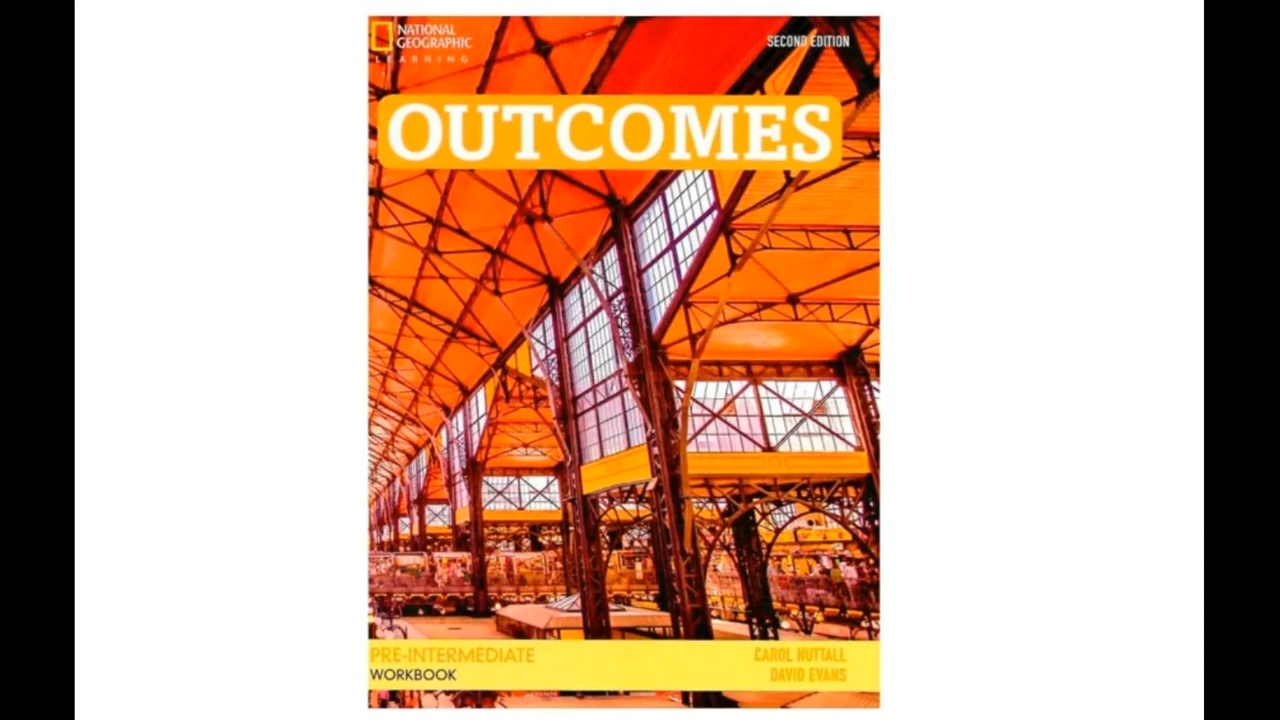 NATIONAL
GEOGRAPHIC
LEARNING
SECOND EDITION
OUTCOMES
PRE-INTERMEDIATE
WORKBOOK
CAROL NUTTALL
DAVID EVANS